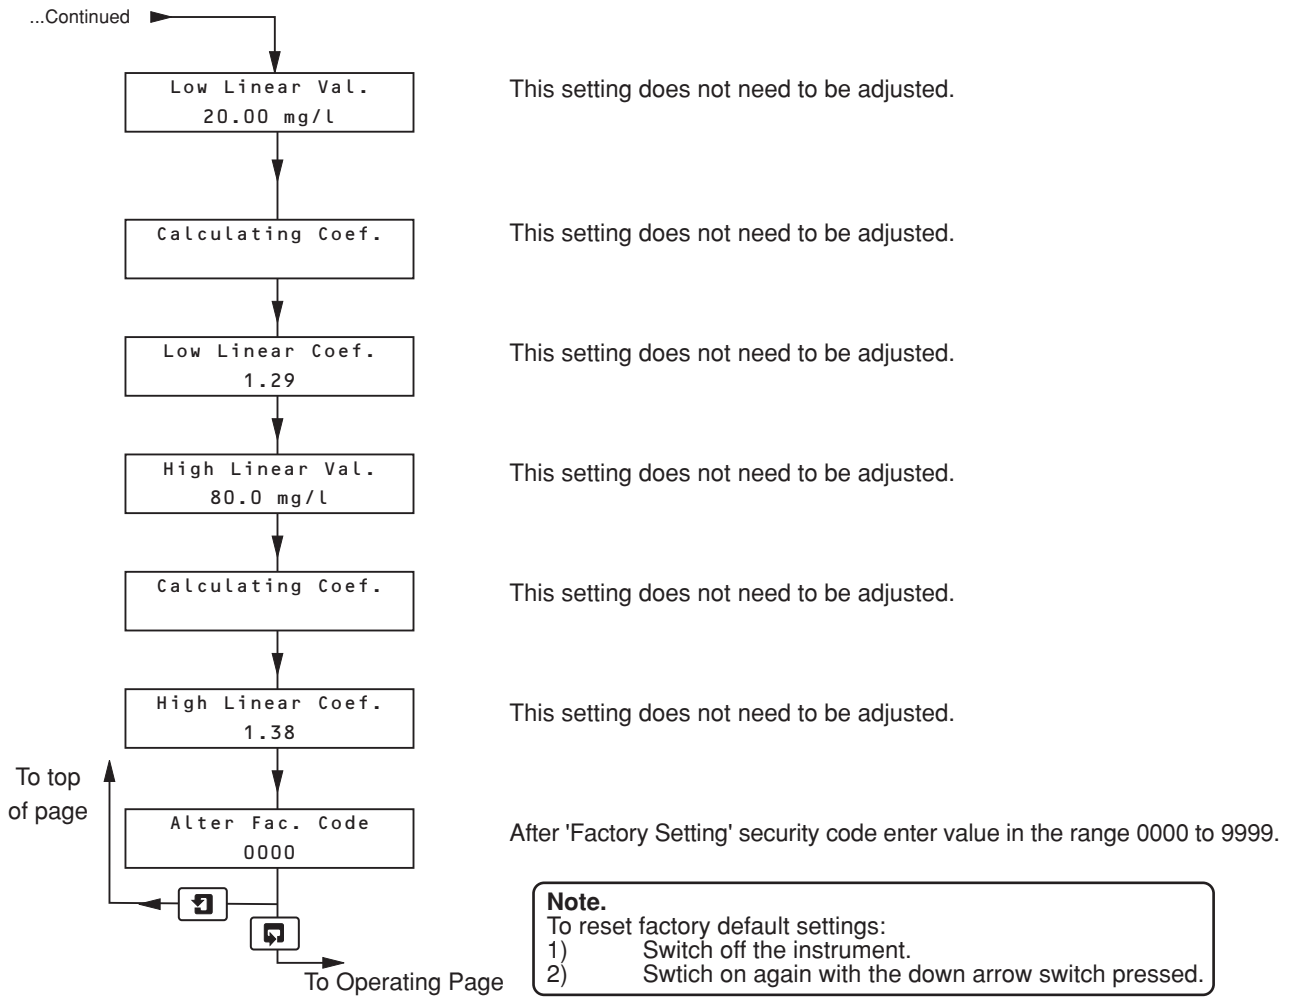 ...Continued
Low Linear Val.
20.00 mg/l
This setting does not need to be adjusted.
Calculating Coef.
This setting does not need to be adjusted.
Low Linear Coef.
1.29
This setting does not need to be adjusted.
High Linear Val.
80.0 mg/l
This setting does not need to be adjusted.
Calculating Coef.
This setting does not need to be adjusted.
High Linear Coef.
1.38
This setting does not need to be adjusted.
To top
of page
Alter Fac. Code
0000
After 'Factory Setting' security code enter value in the range 0000 to 9999.
Note.
To reset factory default settings:
1) Switch off the instrument.
2) Swtich on again with the down arrow switch pressed.
To Operating Page